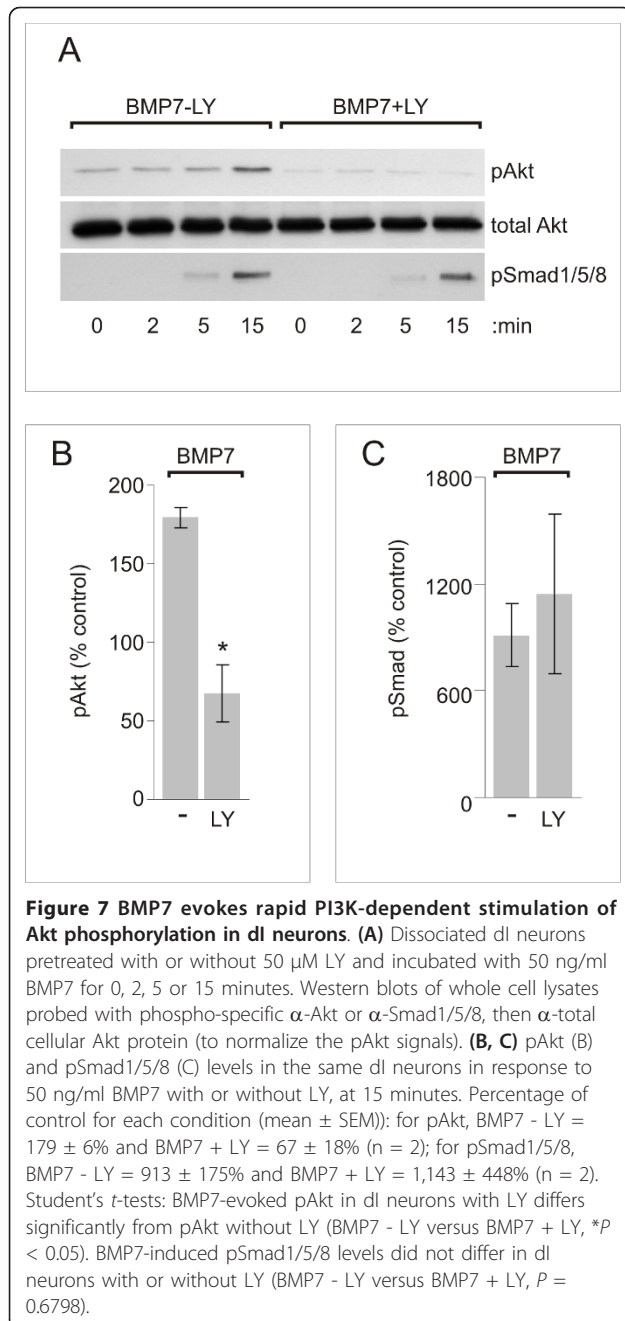 A
BMP7-LY BMP7+LY
pAkt
total Akt
pSmad1/5/8
0 2 5 15 0 2 5 15 :min
B
BMP7
200
150
100
50
0
pAkt (% control)
*
- LY
C
BMP7
1800
1200
600
0
pSmad (% control)
- LY
Figure 7 BMP7 evokes rapid PI3K-dependent stimulation of
Akt phosphorylation in dI neurons. (A) Dissociated dI neurons
pretreated with or without 50 μM LY and incubated with 50 ng/ml
BMP7 for 0, 2, 5 or 15 minutes. Western blots of whole cell lysates
probed with phospho-specific α-Akt or α-Smad1/5/8, then α-total
cellular Akt protein (to normalize the pAkt signals). (B, C) pAkt (B)
and pSmad1/5/8 (C) levels in the same dI neurons in response to
50 ng/ml BMP7 with or without LY, at 15 minutes. Percentage of
control for each condition (mean ± SEM)): for pAkt, BMP7 - LY =
179 ± 6% and BMP7 + LY = 67 ± 18% (n = 2); for pSmad1/5/8,
BMP7 - LY = 913 ± 175% and BMP7 + LY = 1,143 ± 448% (n = 2).
Student's t-tests: BMP7-evoked pAkt in dI neurons with LY differs
significantly from pAkt without LY (BMP7 - LY versus BMP7 + LY, *P
< 0.05). BMP7-induced pSmad1/5/8 levels did not differ in dI
neurons with or without LY (BMP7 - LY versus BMP7 + LY, P =
0.6798).